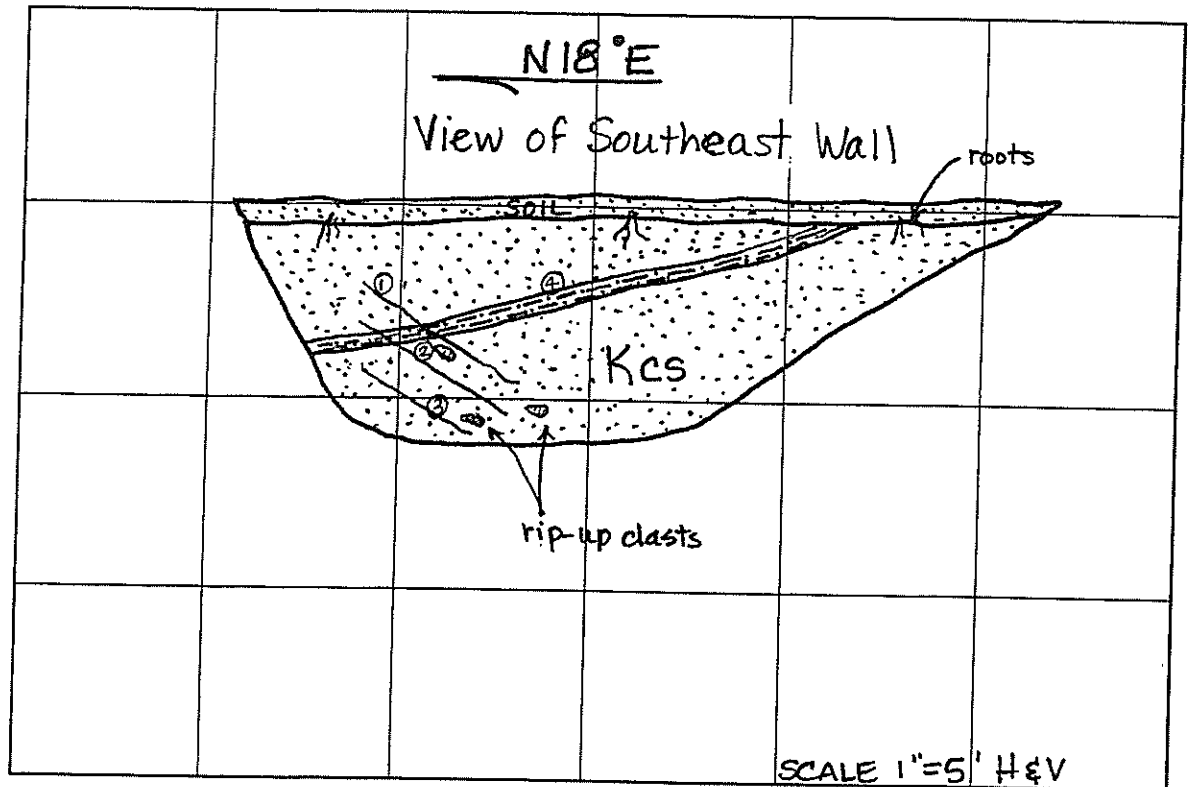 N18°E
View of Southeast Wall
roots
SOIL
①
④
②
Kcs
③
rip-up clasts
SCALE 1"=5' H&V